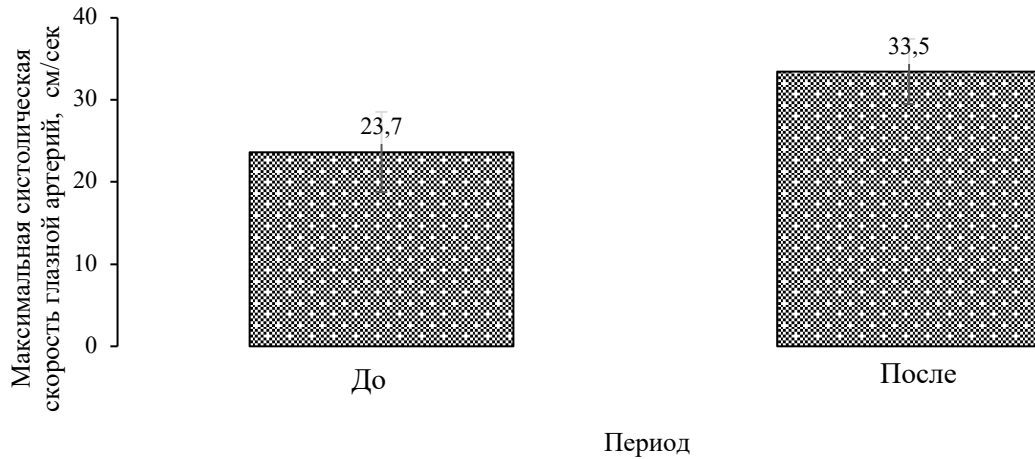 Максимальная систолическая
скорость глазной артерий, см/сек
40
30
20
10
0
23,7
33,5
До
После
Период